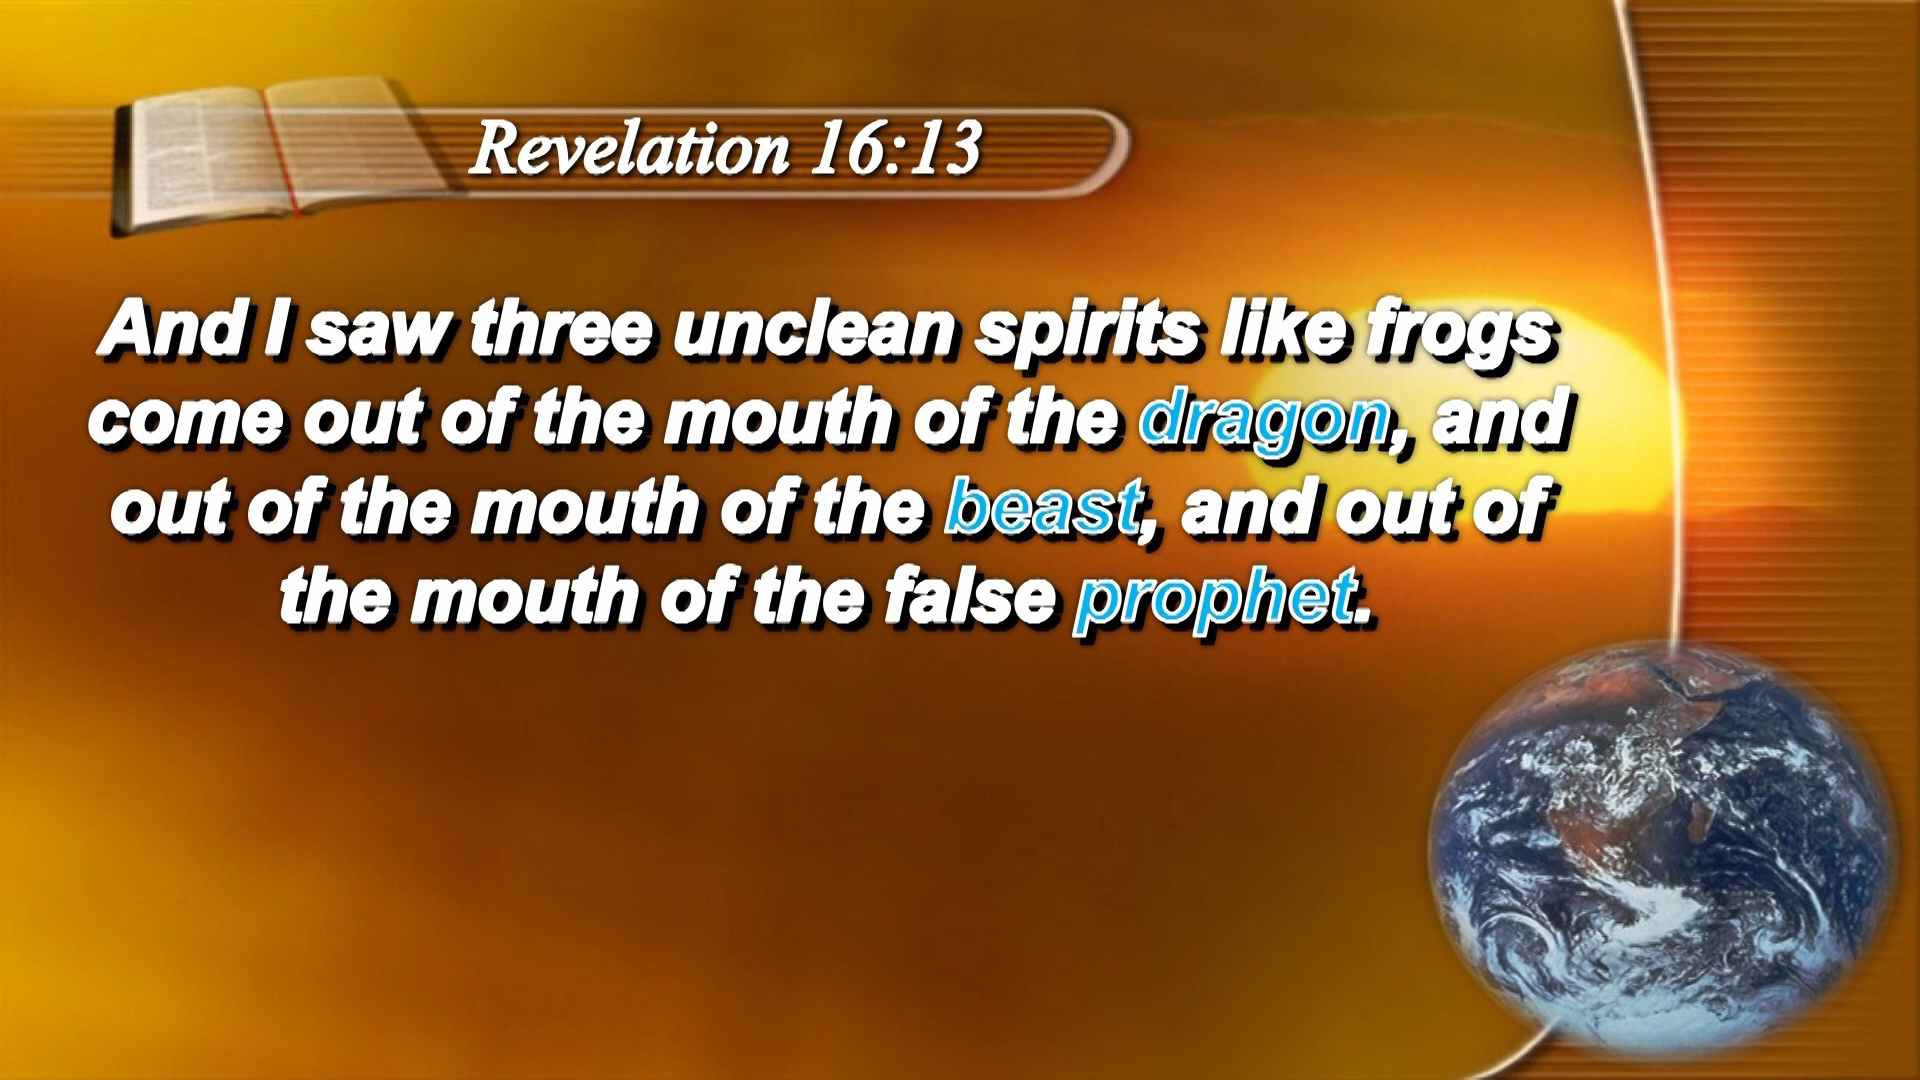 Revelation 16:13
And I saw three unclean spirits like frogs
come out of the mouth of the dragon, and
out of the mouth of the beast, and out of
the mouth of the false prophet.